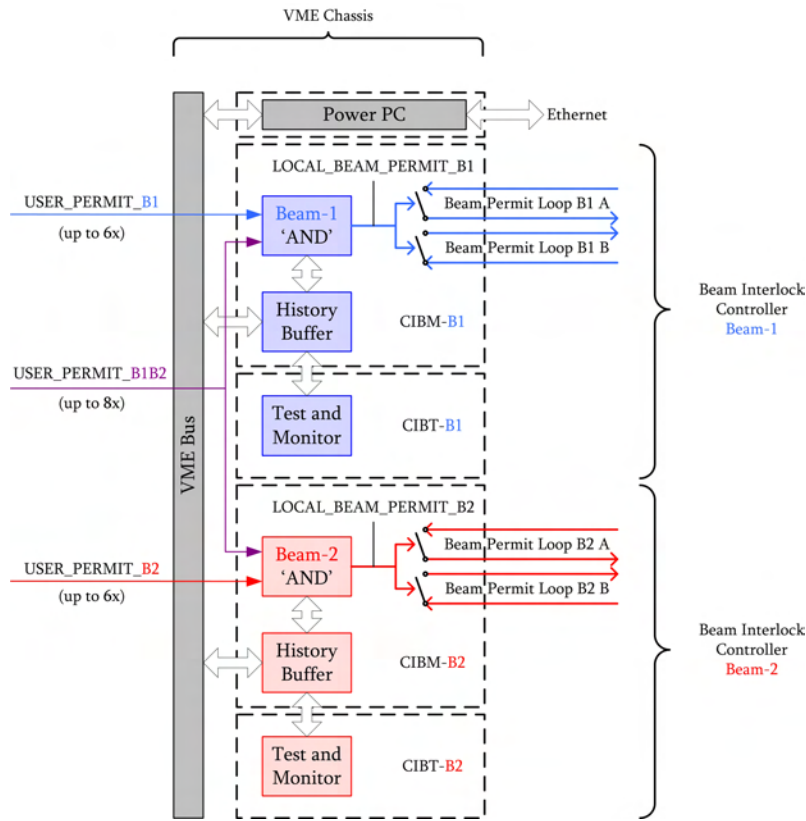 VME Chassis
Power PC
Ethernet
LOCAL_BEAM_PERMIT_B1
USER_PERMIT_B1
(up to 6x)
Beam-1
‘AND’
Beam Permit Loop B1 A
Beam Permit Loop B1 B
History
Buffer
CIBM-B1
Beam Interlock
Controller
Beam-1
USER_PERMIT_B1B2
(up to 8x)
Test and
Monitor
CIBT-B1
VME Bus
LOCAL_BEAM_PERMIT_B2
USER_PERMIT_B2
(up to 6x)
Beam-2
‘AND’
Beam Permit Loop B2 A
Beam Permit Loop B2 B
History
Buffer
CIBM-B2
Beam Interlock
Controller
Beam-2
Test and
Monitor
CIBT-B2